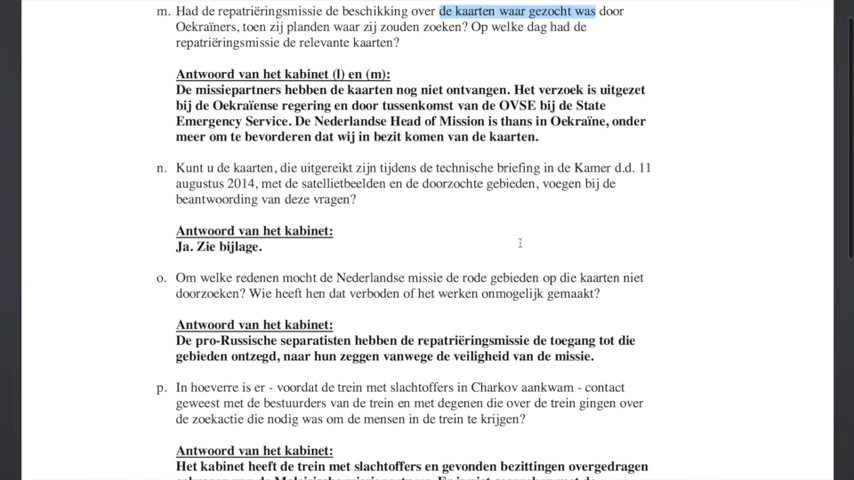 m. Had de repatriëringsmissie de beschikking over de kaarten waar gezocht was door
Oekraïners, toen zij planden waar zij zouden zoeken? Op welke dag had de
repatriëringsmissie de relevante kaarten?
Antwoord van het kabinet (l) en (m):
De missiepartners hebben de kaarten nog niet ontvangen. Het verzoek is uitgezet
bij de Oekraïense regering en door tussenkomst van de OVSE bij de State
Emergency Service. De Nederlandse Head of Mission is thans in Oekraïne, onder
meer om te bevorderen dat wij in bezit komen van de kaarten.
n. Kunt u de kaarten, die uitgereikt zijn tijdens de technische briefing in de Kamer d.d. 11
augustus 2014, met de satellietbeelden en de doorzochte gebieden, voegen bij de
beantwoording van deze vragen?
Antwoord van het kabinet:
Ja. Zie bijlage.
o. Om welke redenen mocht de Nederlandse missie de rode gebieden op die kaarten niet
doorzoeken? Wie heeft hen dat verboden of het werken onmogelijk gemaakt?
Antwoord van het kabinet:
De pro-Russische separatisten hebben de repatriëringsmissie de toegang tot die
gebieden ontzegd, naar hun zeggen vanwege de veiligheid van de missie.
p. In hoeverre is er - voordat de trein met slachtoffers in Charkov aankwam - contact
geweest met de bestuurders van de trein en met degenen die over de trein gingen over
de zoekactie die nodig was om de mensen in de trein te krijgen?
Antwoord van het kabinet:
Het kabinet heeft de trein met slachtoffers en gevonden bezittingen overgedragen